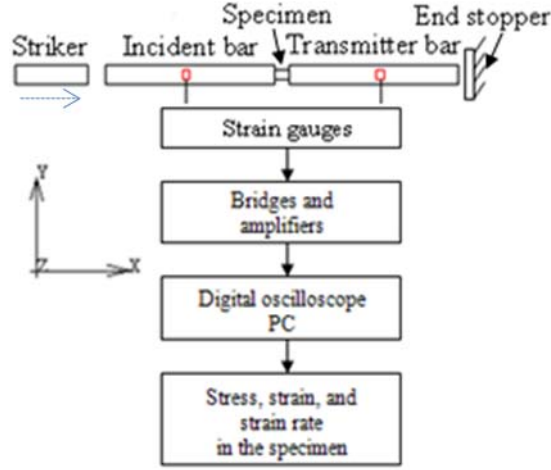 Specimen
End stopper
Striker
Incident bar
Transmitter bar
Strain gauges
Bridges and
amplifiers
Y
Z
X
Digital oscilloscope
PC
Stress, strain, and
strain rate
in the specimen